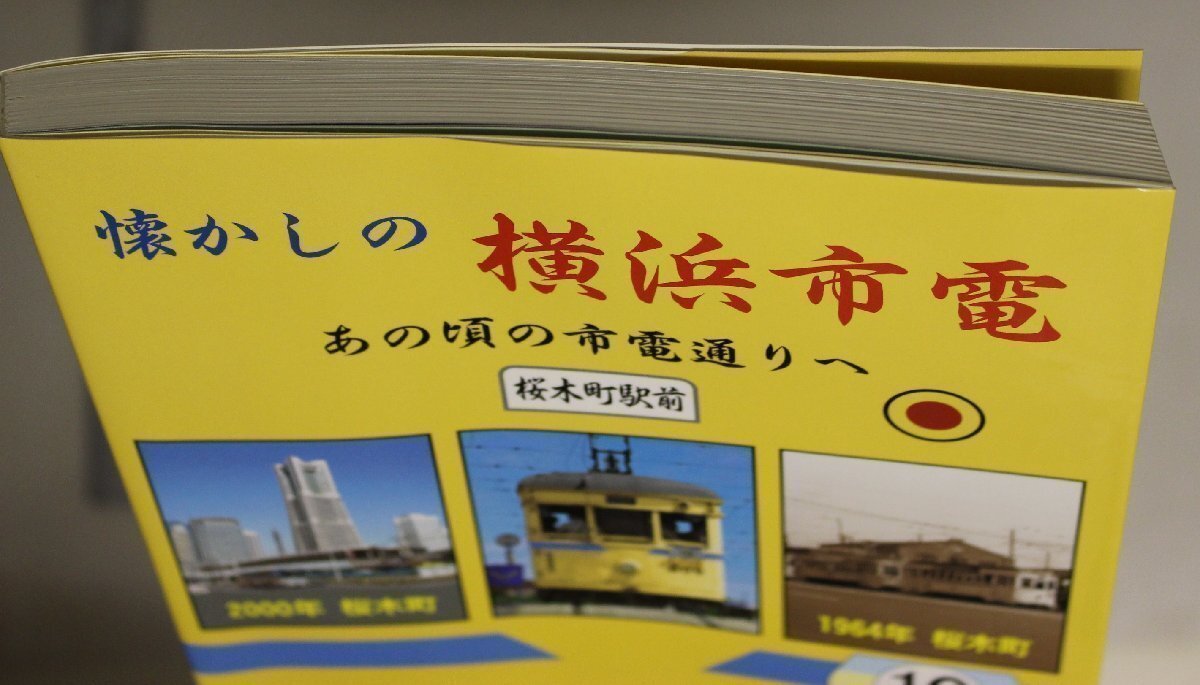 懐かしの 横浜市電
あの頃の市電通りへ
桜木町駅前
2000年 桜木町
1964年 桜木町